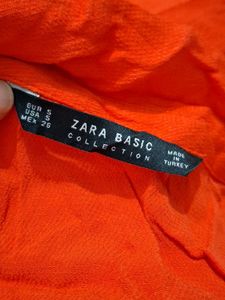 EUR S
USA S
MEX 26
ZARA BASIC
COLLECTION
MADE
IN
TURKEY